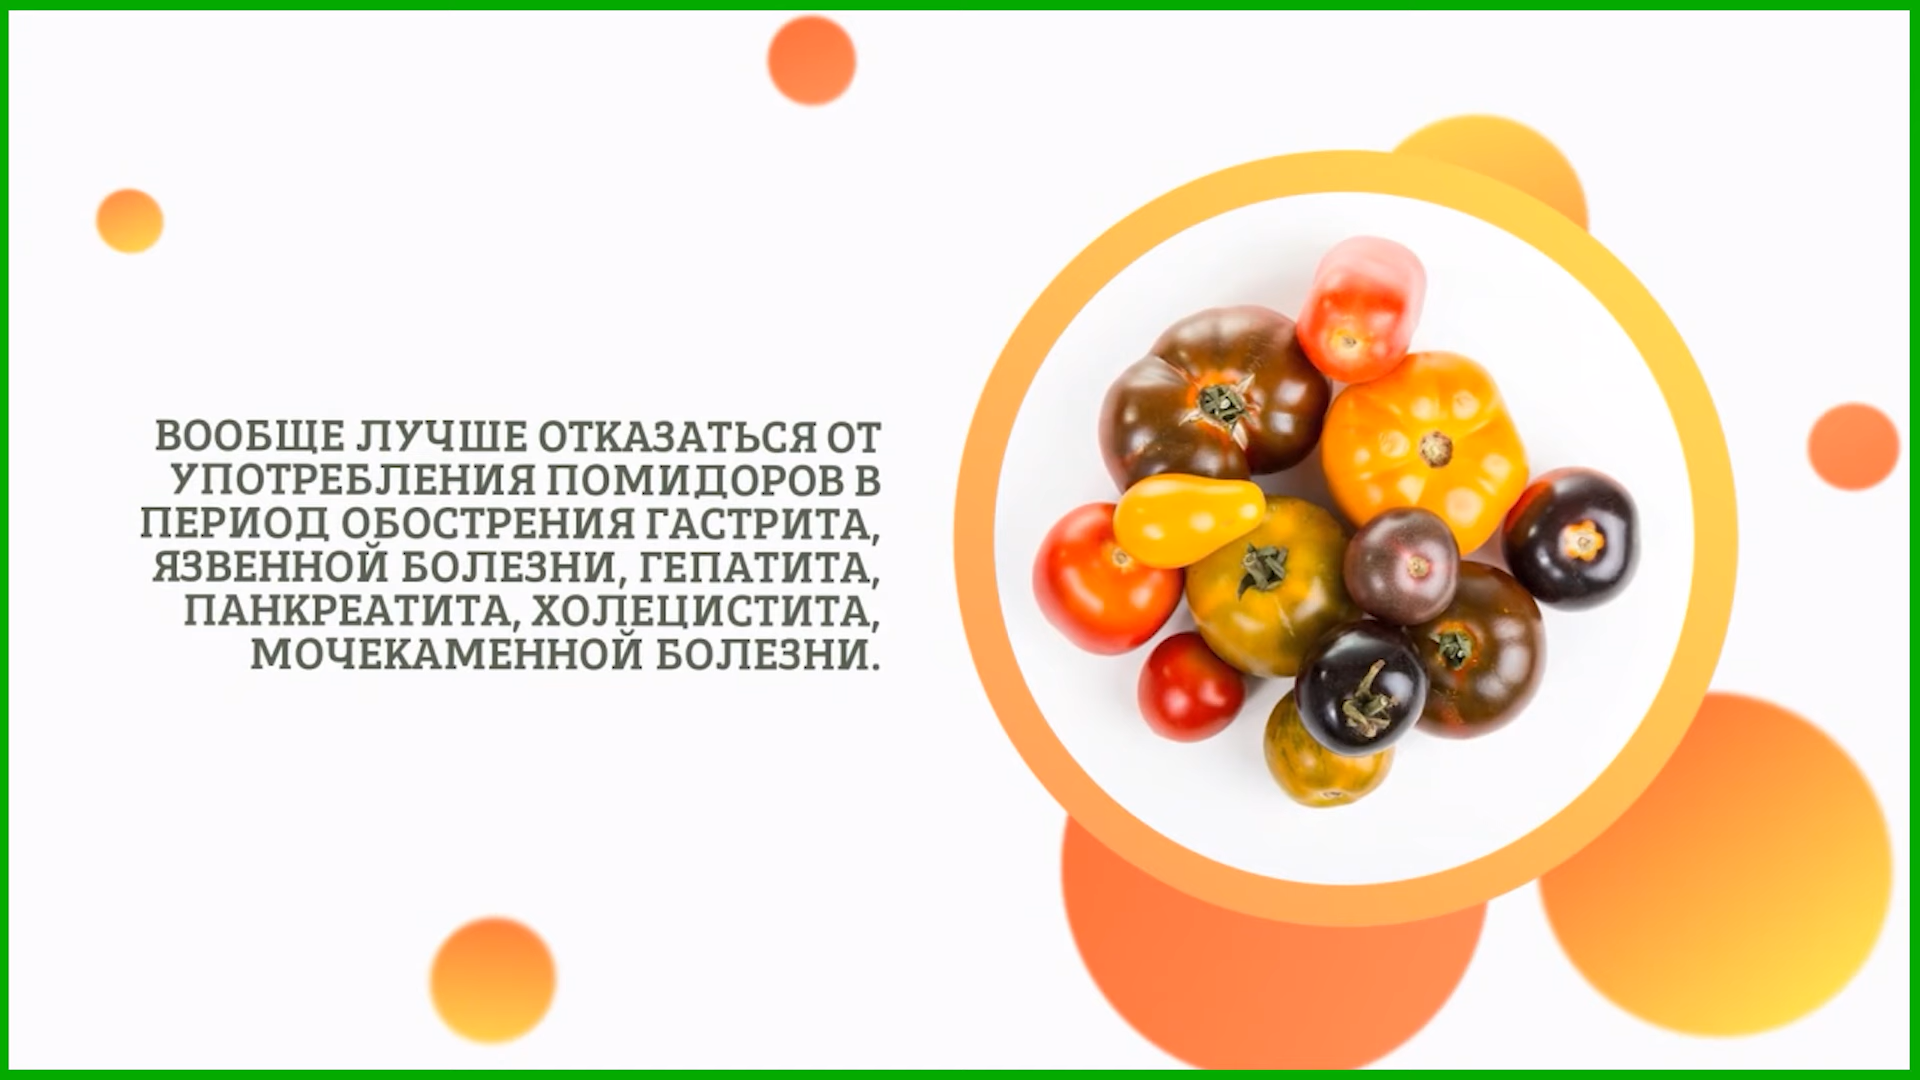 ВООБЩЕ ЛУЧШЕ ОТКАЗАТЬСЯ ОТ
УПОТРЕБЛЕНИЯ ПОМИДОРОВ В
ПЕРИОД ОБОСТРЕНИЯ ГАСТРИТА,
ЯЗВЕННОЙ БОЛЕЗНИ, ГЕПАТИТА,
ПАНКРЕАТИТА, ХОЛЕЦИСТИТА,
МОЧЕКАМЕННОЙ БОЛЕЗНИ.